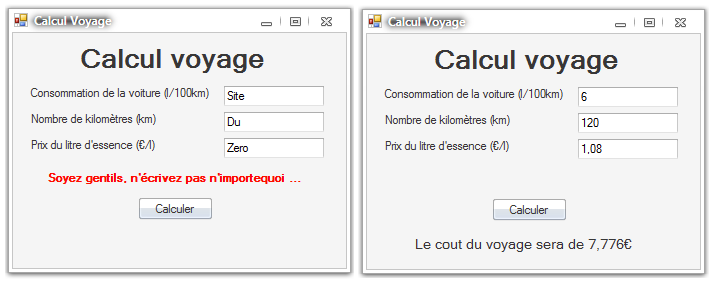 Calcul Voyage
Calcul voyage
Consommation de la voiture (l/100km) Site
Nombre de kilomètres (km) Du
Prix du litre d'essence (€/l) Zero
Soyez gentils, n'écrivez pas n'importequoi ...
Calculer
Calcul Voyage
Calcul voyage
Consommation de la voiture (l/100km) 6
Nombre de kilomètres (km) 120
Prix du litre d'essence (€/l) 1,08
Calculer
Le cout du voyage sera de 7,776€